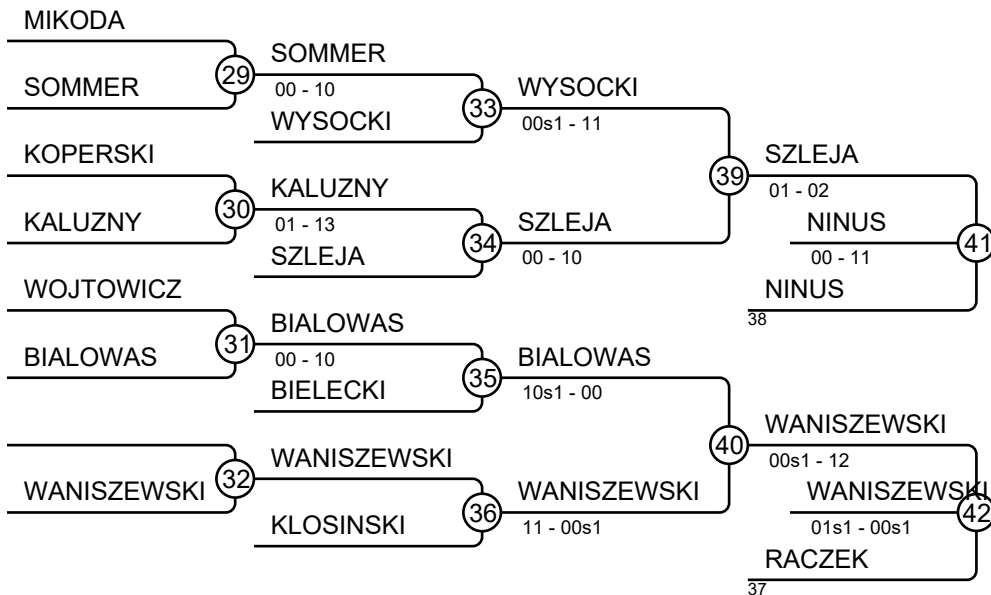 MIKODA
SOMMER
29
SOMMER
00 - 10
WYSOCKI
33
WYSOCKI
00s1 - 11
KOPERSKI
KALUZNY
30
KALUZNY
01 - 13
SZLEJA
34
SZLEJA
00 - 10
39
SZLEJA
01 - 02
NINUS
00 - 11
41
NINUS
38
WOJTOWICZ
BIALOWAS
31
BIALOWAS
00 - 10
BIELECKI
35
BIALOWAS
10s1 - 00
WANISZEWSKI
32
WANISZEWSKI
KLOSINSKI
36
WANISZEWSKI
11 - 00s1
40
WANISZEWSKI
00s1 - 12
WANISZEWSKI
01s1 - 00s1
42
RACZEK
37